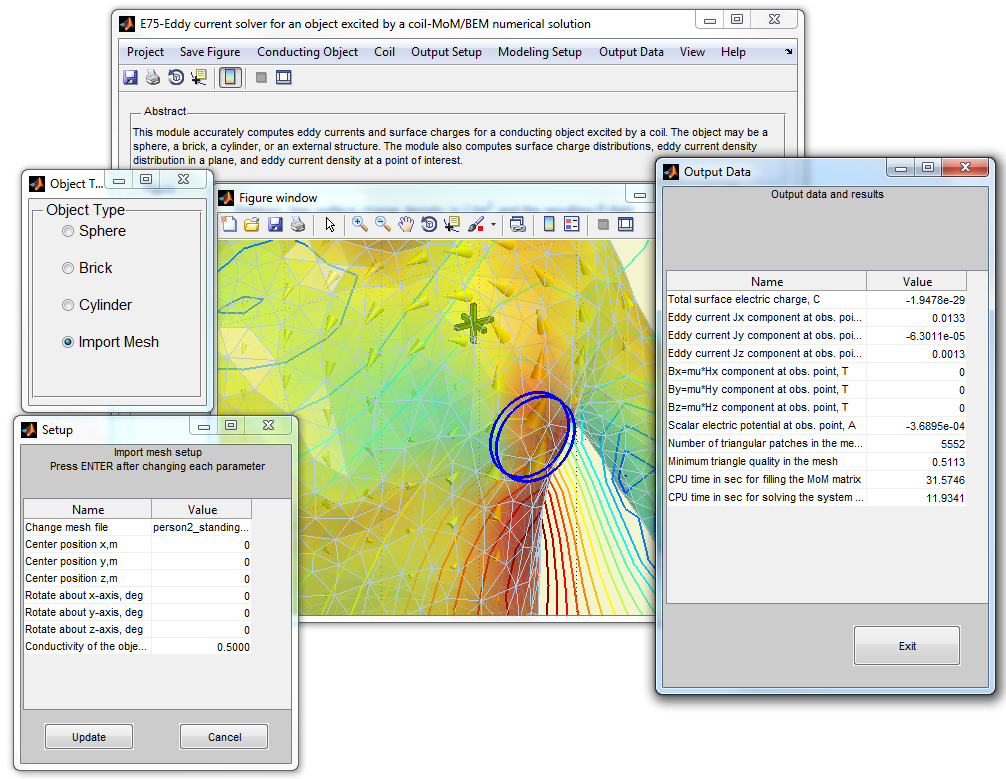 E75-Eddy current solver for an object excited by a coil-MoM/BEM numerical solution
Project Save Figure Conducting Object Coil Output Setup Modeling Setup Output Data View Help
Abstract
This module accurately computes eddy currents and surface charges for a conducting object excited by a coil. The object may be a
sphere, a brick, a cylinder, or an external structure. The module also computes surface charge distributions, eddy current density
distribution in a plane, and eddy current density at a point of interest.
Object T...
Object Type
Sphere
Brick
Cylinder
Import Mesh
Figure window
Setup
Import mesh setup
Press ENTER after changing each parameter
Name Value
Change mesh file person2_standing...
Center position x,m 0
Center position y,m 0
Center position z,m 0
Rotate about x-axis, deg 0
Rotate about y-axis, deg 0
Rotate about z-axis, deg 0
Conductivity of the obje... 0.5000
Update Cancel
Output Data
Output data and results
Name Value
Total surface electric charge, C -1.9478e-29
Eddy current Jx component at obs. poi... 0.0133
Eddy current Jy component at obs. poi... -6.3011e-05
Eddy current Jz component at obs. poi... 0.0013
Bx=mu*Hx component at obs. point, T 0
By=mu*Hy component at obs. point, T 0
Bz=mu*Hz component at obs. point, T 0
Scalar electric potential at obs. point, A -3.6895e-04
Number of triangular patches in the me... 5552
Minimum triangle quality in the mesh 0.5113
CPU time in sec for filling the MoM matrix 31.5746
CPU time in sec for solving the system ... 11.9341
Exit